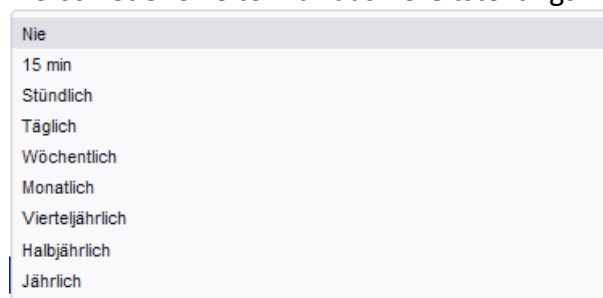 Nie
15 min
Stündlich
Täglich
Wöchentlich
Monatlich
Vierteljährlich
Halbjährlich
Jährlich